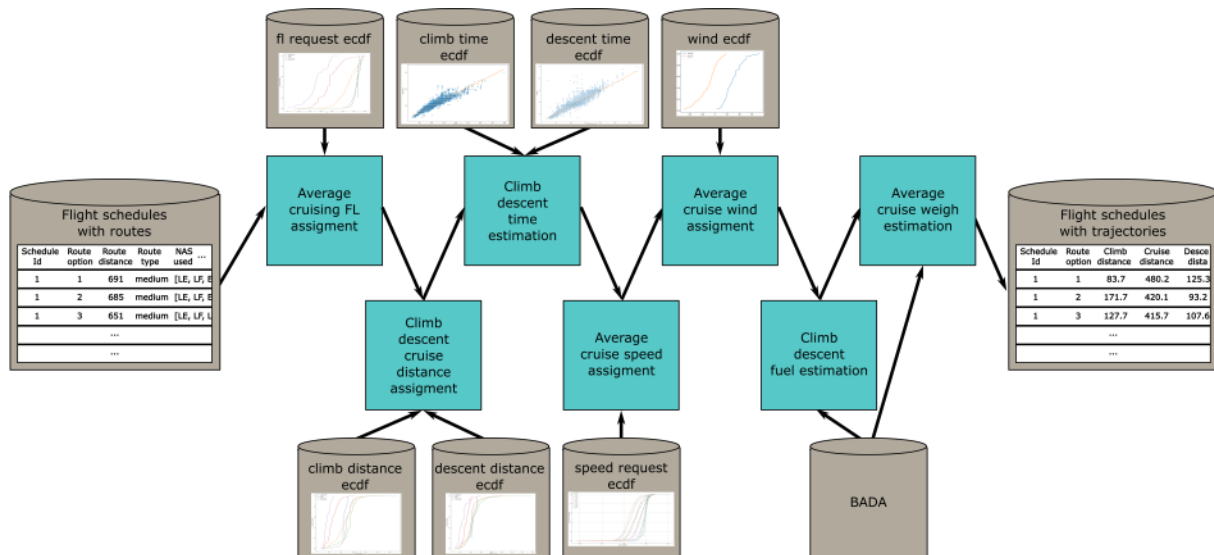 fl request ecdf
climb time
ecdf
descent time
ecdf
wind ecdf
Average
cruising FL
assigment
Climb
descent
time
estimation
Average
cruise wind
assigment
Average
cruise weigh
estimation
Flight schedules
with routes
Schedule Id Route option Route distance Route type NAS used ...
1 1 691 medium [LE, LF, E
1 2 685 medium [LE, LF, E
1 3 651 medium [LE, LF, L
...
...
Flight schedules
with trajectories
Schedule Id Route option Climb distance Cruise distance Desce dista
1 1 83.7 480.2 125.3
1 2 171.7 420.1 93.2
1 3 127.7 415.7 107.6
...
...
Climb
descent
cruise
distance
assigment
Average
cruise speed
assigment
Climb
descent
fuel estimation
climb distance
ecdf
descent distance
ecdf
speed request
ecdf
BADA